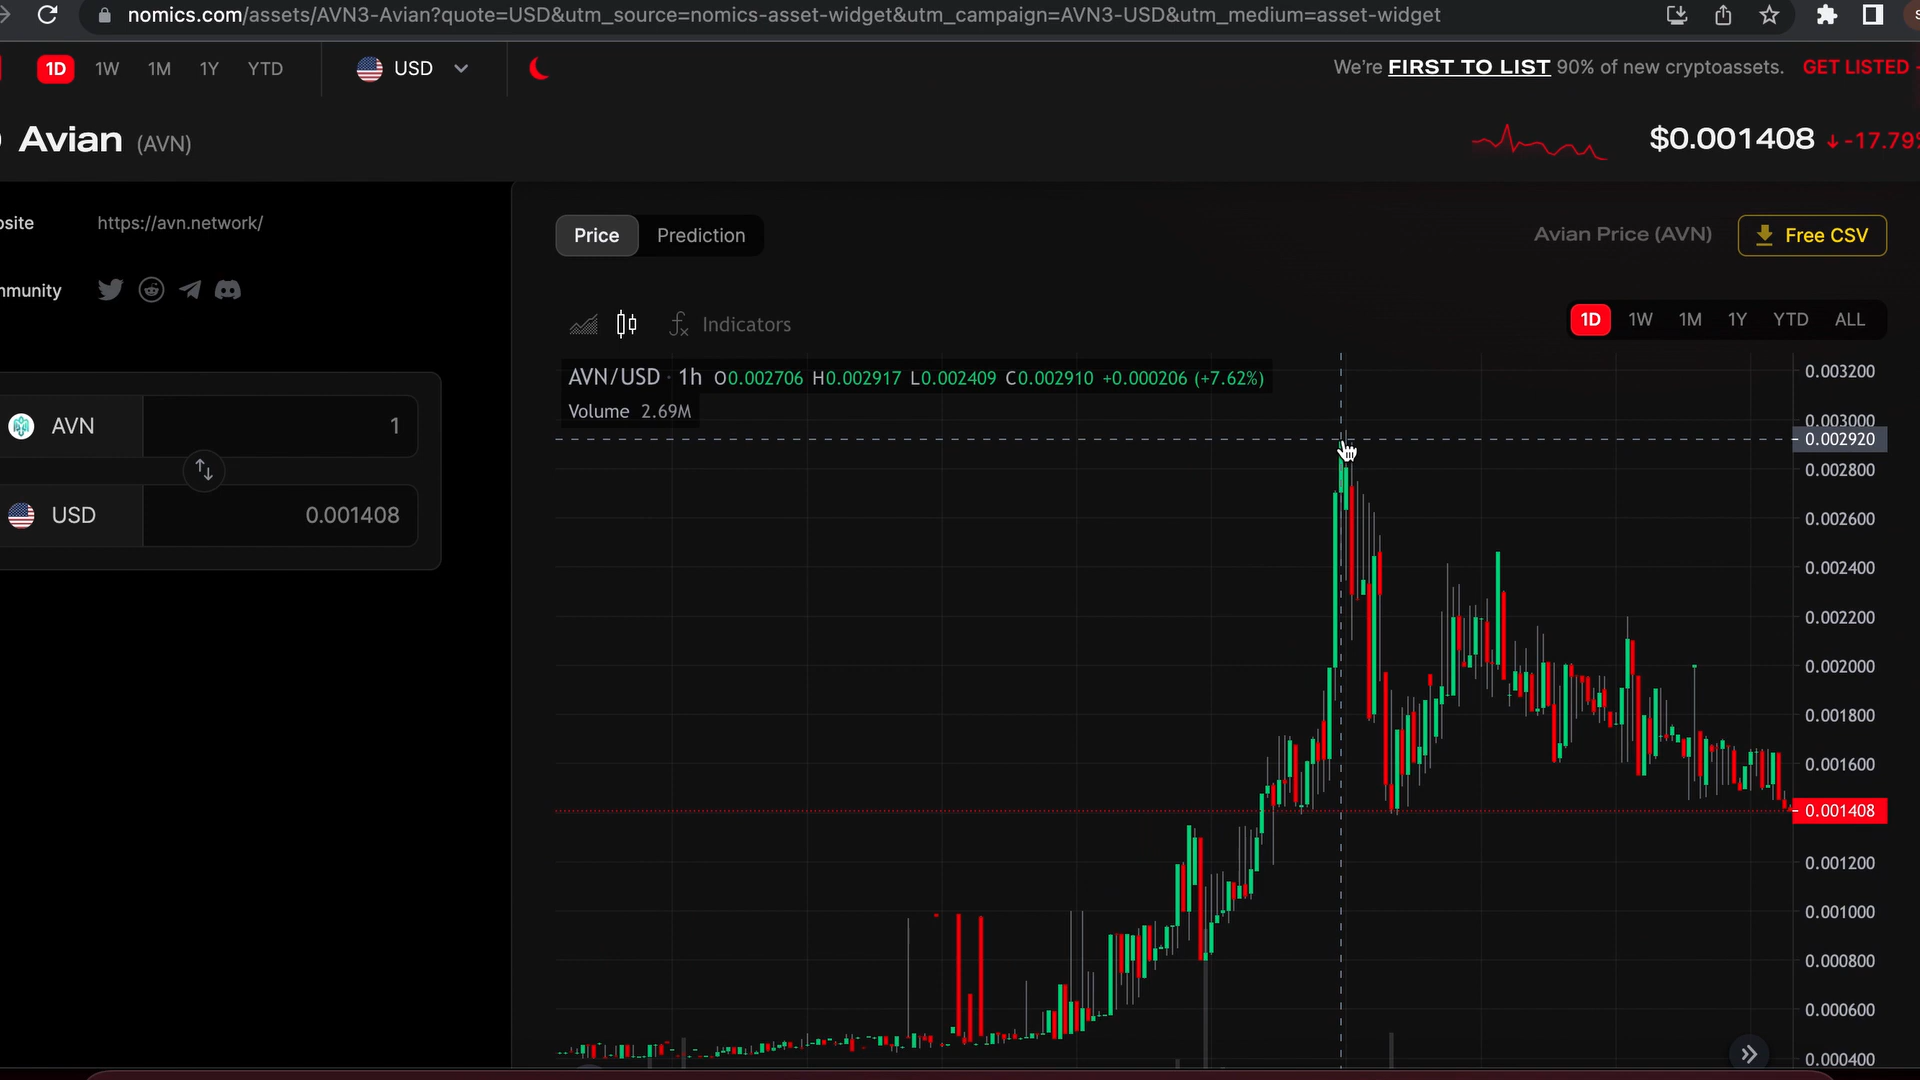 nomics.com/assets/AVN3-Avian?quote=USD&utm_source=nomics-asset-widget&utm_campaign=AVN3-USD&utm_medium=asset-widget
1D 1W 1M 1Y YTD USD
We're FIRST TO LIST 90% of new cryptoassets. GET LISTED
Avian (AVN)
$0.001408 -17.79%
site https://avn.network/
Price Prediction
Avian Price (AVN) Free CSV
munity
Indicators
1D 1W 1M 1Y YTD ALL
AVN/USD · 1h O0.002706 H0.002917 L0.002409 C0.002910 +0.000206 (+7.62%)
Volume 2.69M
AVN 1
USD 0.001408
0.003200
0.003000
0.002920
0.002800
0.002600
0.002400
0.002200
0.002000
0.001800
0.001600
0.001408
0.001200
0.001000
0.000800
0.000600
0.000400